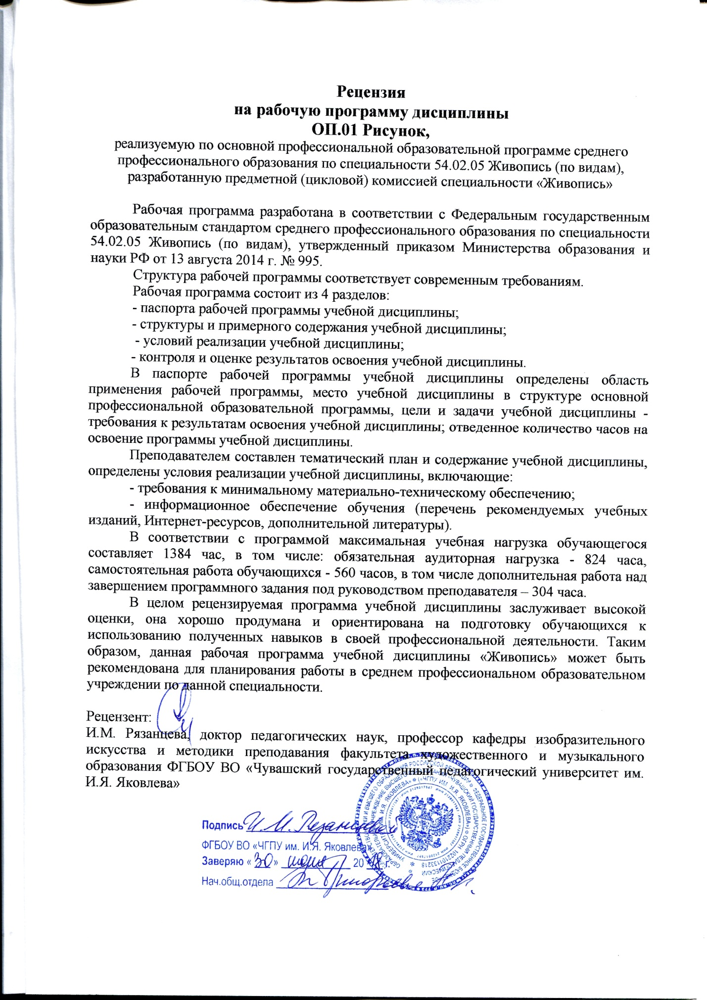 Рецензия
на рабочую программу дисциплины
ОП.01 Рисунок,
реализуемую по основной профессиональной образовательной программе среднего
профессионального образования по специальности 54.02.05 Живопись (по видам),
разработанную предметной (цикловой) комиссией специальности «Живопись»
Рабочая программа разработана в соответствии с Федеральным государственным
образовательным стандартом среднего профессионального образования по специальности
54.02.05 Живопись (по видам), утвержденный приказом Министерства образования и
науки РФ от 13 августа 2014 г. № 995.
Структура рабочей программы соответствует современным требованиям.
Рабочая программа состоит из 4 разделов:
- паспорта рабочей программы учебной дисциплины;
- структуры и примерного содержания учебной дисциплины;
- условий реализации учебной дисциплины;
- контроля и оценке результатов освоения учебной дисциплины.
В паспорте рабочей программы учебной дисциплины определены область
применения рабочей программы, место учебной дисциплины в структуре основной
профессиональной образовательной программы, цели и задачи учебной дисциплины -
требования к результатам освоения учебной дисциплины; отведенное количество часов на
освоение программы учебной дисциплины.
Преподавателем составлен тематический план и содержание учебной дисциплины,
определены условия реализации учебной дисциплины, включающие:
- требования к минимальному материально-техническому обеспечению;
- информационное обеспечение обучения (перечень рекомендуемых учебных
изданий, Интернет-ресурсов, дополнительной литературы).
В соответствии с программой максимальная учебная нагрузка обучающегося
составляет 1384 час, в том числе: обязательная аудиторная нагрузка - 824 часа,
самостоятельная работа обучающихся - 560 часов, в том числе дополнительная работа над
завершением программного задания под руководством преподавателя – 304 часа.
В целом рецензируемая программа учебной дисциплины заслуживает высокой
оценки, она хорошо продумана и ориентирована на подготовку обучающихся к
использованию полученных навыков в своей профессиональной деятельности. Таким
образом, данная рабочая программа учебной дисциплины «Живопись» может быть
рекомендована для планирования работы в среднем профессиональном образовательном
учреждении по данной специальности.
Рецензент:
И.М. Рязанцева, доктор педагогических наук, профессор кафедры изобразительного
искусства и методики преподавания факультета художественного и музыкального
образования ФГБОУ ВО «Чувашский государственный педагогический университет им.
И.Я. Яковлева»
Подпись И.М. Рязанцевой
ФГБОУ ВО «ЧГПУ им. И.Я. Яковлева»
Заверяю «30» 20 18 г.
Нач.общ.отдела